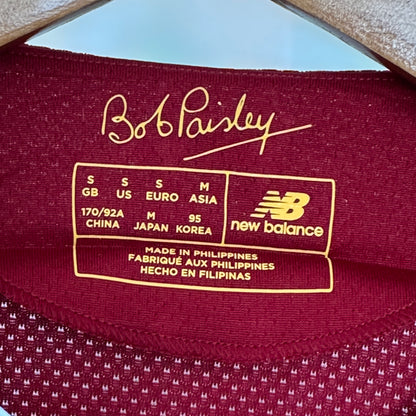 Bob Paisley
S S S M
GB US EURO ASIA
170/92A M 95
CHINA JAPAN KOREA
NB
new balance
MADE IN PHILIPPINES
FABRIQUÉ AUX PHILIPPINES
HECHO EN FILIPINAS